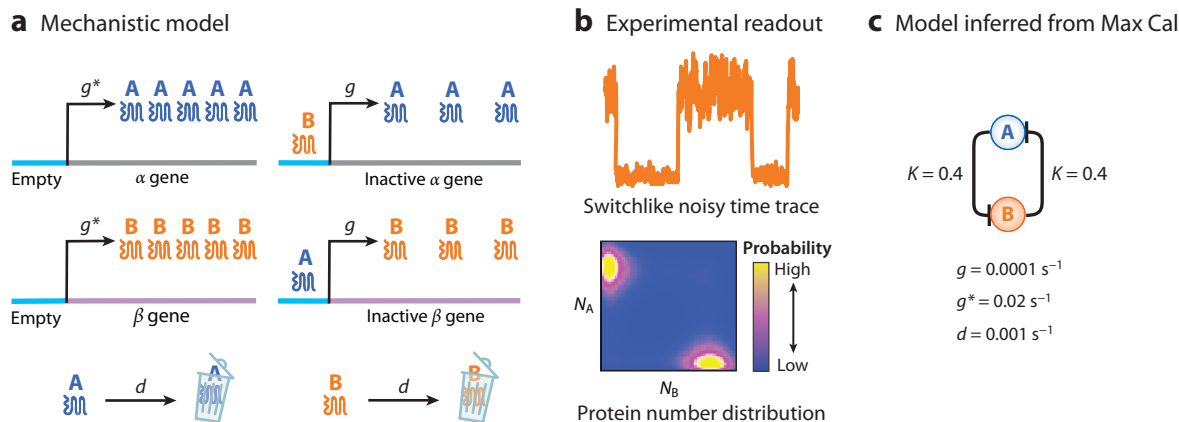 a Mechanistic model
g*
A A A A A
Empty
α gene
B
g
A A A
Inactive α gene
g*
B B B B B
Empty
β gene
A
g
B B B
Inactive β gene
A
d
A
B
d
B
b Experimental readout
Switchlike noisy time trace
N_A
N_B
Probability
High
Low
Protein number distribution
c Model inferred from Max Cal
A
K = 0.4
K = 0.4
B
g = 0.0001 s⁻¹
g* = 0.02 s⁻¹
d = 0.001 s⁻¹